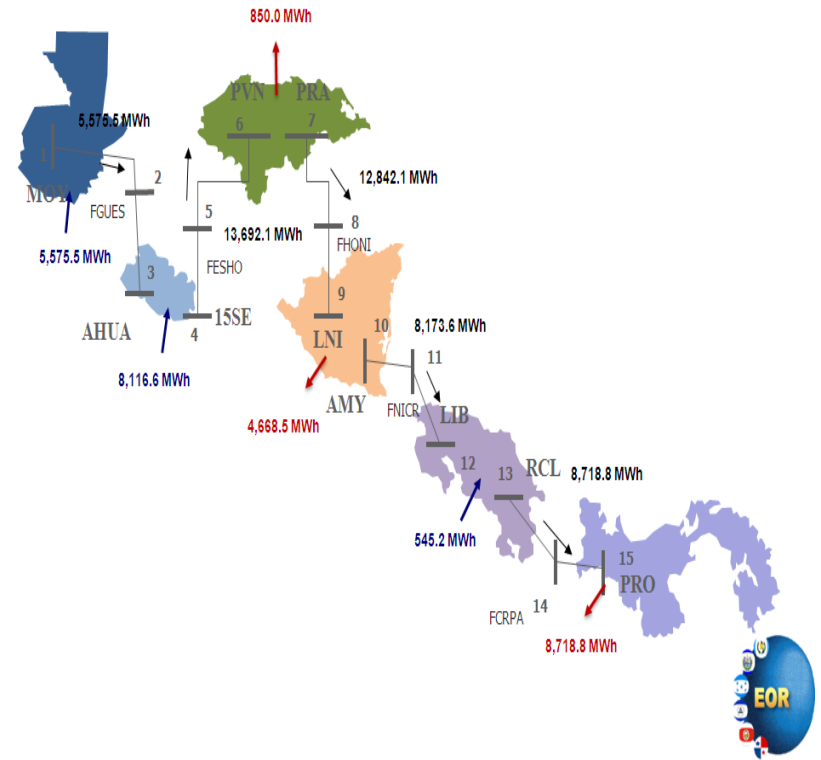 850.0 MWh
PVN
PRA
6
7
5,575.5 MWh
1
2
MOY
FGUES
5,575.5 MWh
12,842.1 MWh
5
13,692.1 MWh
8
FHONI
FESHO
3
9
15SE
4
AHUA
LNI
10
8,173.6 MWh
11
8,116.6 MWh
4,668.5 MWh
AMY
FNICR
LIB
12
13
RCL
8,718.8 MWh
545.2 MWh
15
PRO
14
FCRPA
8,718.8 MWh
EOR